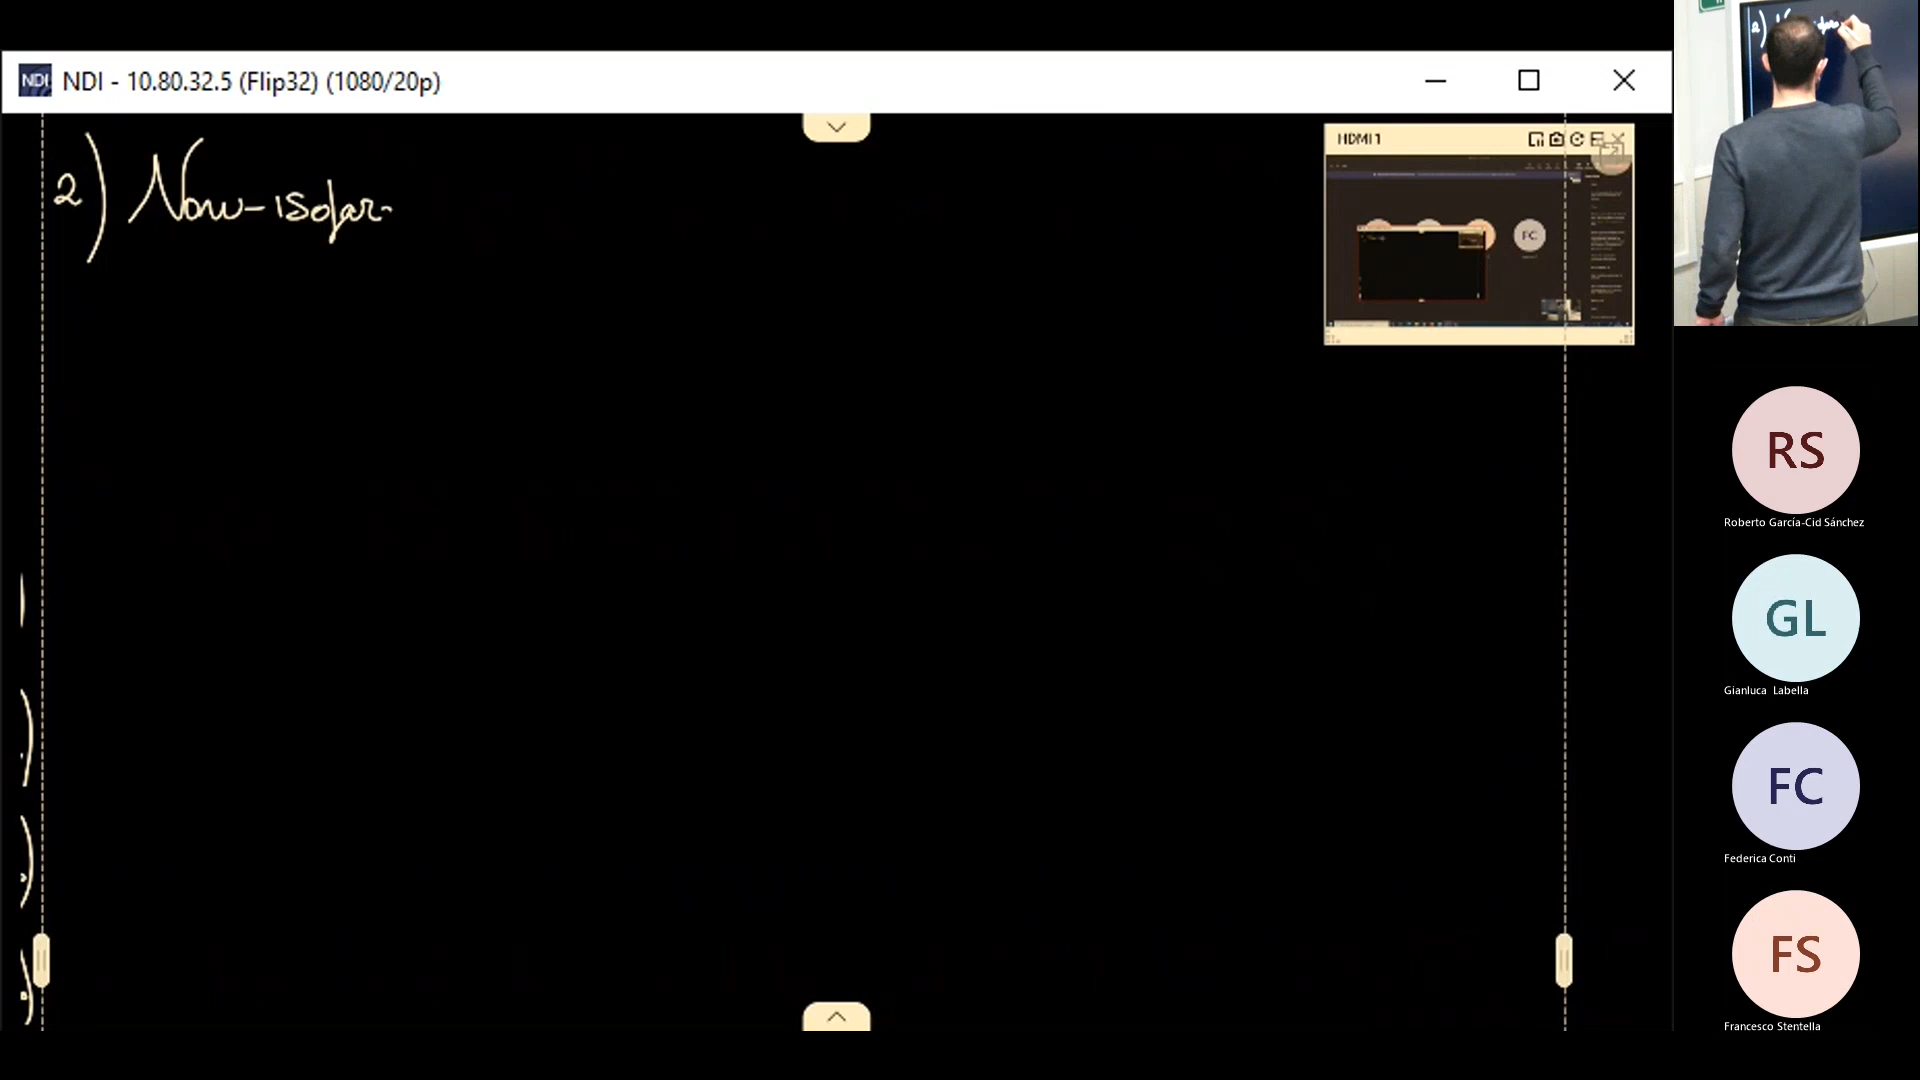 NDI NDI - 10.80.32.5 (Flip32) (1080/20p)
HDMI 1
2) Non-isolar-
FC
RS
Roberto García-Cid Sánchez
GL
Gianluca Labella
FC
Federica Conti
FS
Francesco Stentella